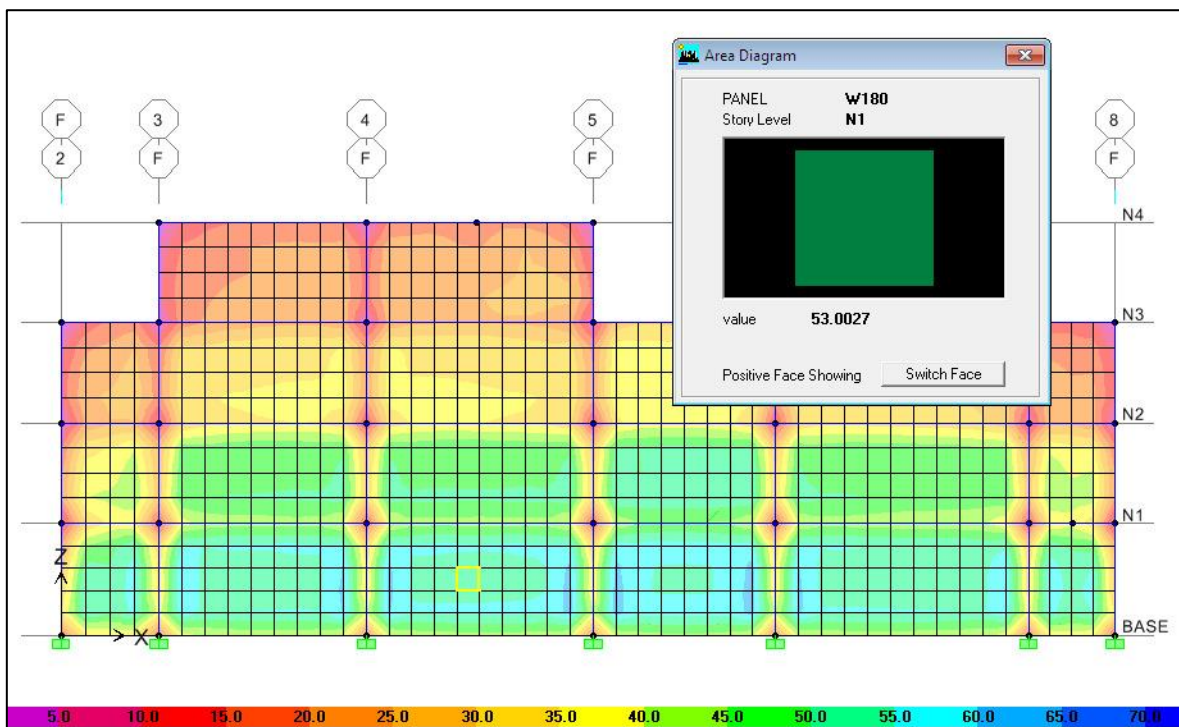 Area Diagram
PANEL W180
Story Level N1
value 53.0027
Positive Face Showing Switch Face
F 3 4 5 8
2 F F F F
N4
N3
N2
N1
Z
X
BASE
5.0 10.0 15.0 20.0 25.0 30.0 35.0 40.0 45.0 50.0 55.0 60.0 65.0 70.0